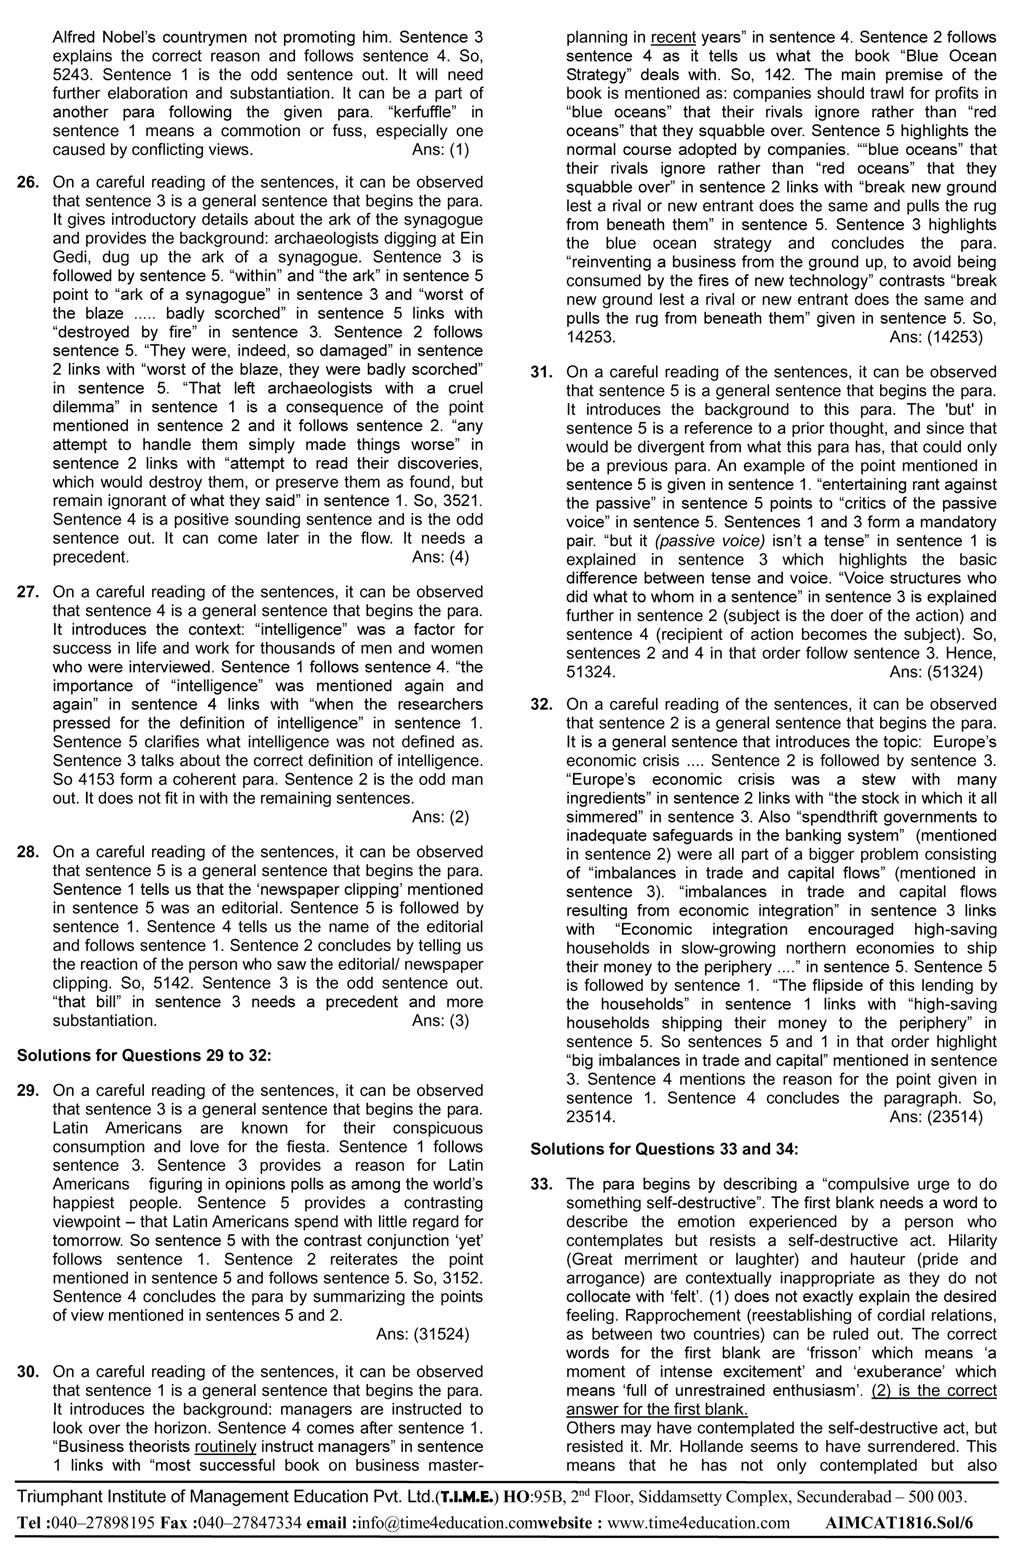 Alfred Nobel's countrymen not promoting him. Sentence 3
explains the correct reason and follows sentence 4. So,
5243. Sentence 1 is the odd sentence out. It will need
further elaboration and substantiation. It can be a part of
another para following the given para. “kerfuffle” in
sentence 1 means a commotion or fuss, especially one
caused by conflicting views. Ans: (1)
26. On a careful reading of the sentences, it can be observed
that sentence 3 is a general sentence that begins the para.
It gives introductory details about the ark of the synagogue
and provides the background: archaeologists digging at Ein
Gedi, dug up the ark of a synagogue. Sentence 3 is
followed by sentence 5. “within” and “the ark” in sentence 5
point to “ark of a synagogue” in sentence 3 and “worst of
the blaze ..... badly scorched” in sentence 5 links with
“destroyed by fire” in sentence 3. Sentence 2 follows
sentence 5. “They were, indeed, so damaged” in sentence
2 links with “worst of the blaze, they were badly scorched”
in sentence 5. “That left archaeologists with a cruel
dilemma” in sentence 1 is a consequence of the point
mentioned in sentence 2 and it follows sentence 2. “any
attempt to handle them simply made things worse” in
sentence 2 links with “attempt to read their discoveries,
which would destroy them, or preserve them as found, but
remain ignorant of what they said” in sentence 1. So, 3521.
Sentence 4 is a positive sounding sentence and is the odd
sentence out. It can come later in the flow. It needs a
precedent. Ans: (4)
27. On a careful reading of the sentences, it can be observed
that sentence 4 is a general sentence that begins the para.
It introduces the context: “intelligence” was a factor for
success in life and work for thousands of men and women
who were interviewed. Sentence 1 follows sentence 4. “the
importance of “intelligence” was mentioned again and
again” in sentence 4 links with “when the researchers
pressed for the definition of intelligence” in sentence 1.
Sentence 5 clarifies what intelligence was not defined as.
Sentence 3 talks about the correct definition of intelligence.
So 4153 form a coherent para. Sentence 2 is the odd man
out. It does not fit in with the remaining sentences.
Ans: (2)
28. On a careful reading of the sentences, it can be observed
that sentence 5 is a general sentence that begins the para.
Sentence 1 tells us that the ‘newspaper clipping’ mentioned
in sentence 5 was an editorial. Sentence 5 is followed by
sentence 1. Sentence 4 tells us the name of the editorial
and follows sentence 1. Sentence 2 concludes by telling us
the reaction of the person who saw the editorial/ newspaper
clipping. So, 5142. Sentence 3 is the odd sentence out.
“that bill” in sentence 3 needs a precedent and more
substantiation. Ans: (3)
Solutions for Questions 29 to 32:
29. On a careful reading of the sentences, it can be observed
that sentence 3 is a general sentence that begins the para.
Latin Americans are known for their conspicuous
consumption and love for the fiesta. Sentence 1 follows
sentence 3. Sentence 3 provides a reason for Latin
Americans figuring in opinions polls as among the world’s
happiest people. Sentence 5 provides a contrasting
viewpoint – that Latin Americans spend with little regard for
tomorrow. So sentence 5 with the contrast conjunction ‘yet’
follows sentence 1. Sentence 2 reiterates the point
mentioned in sentence 5 and follows sentence 5. So, 3152.
Sentence 4 concludes the para by summarizing the points
of view mentioned in sentences 5 and 2.
Ans: (31524)
30. On a careful reading of the sentences, it can be observed
that sentence 1 is a general sentence that begins the para.
It introduces the background: managers are instructed to
look over the horizon. Sentence 4 comes after sentence 1.
“Business theorists routinely instruct managers” in sentence
1 links with “most successful book on business master-
planning in recent years” in sentence 4. Sentence 2 follows
sentence 4 as it tells us what the book “Blue Ocean
Strategy” deals with. So, 142. The main premise of the
book is mentioned as: companies should trawl for profits in
“blue oceans” that their rivals ignore rather than “red
oceans” that they squabble over. Sentence 5 highlights the
normal course adopted by companies. ““blue oceans” that
their rivals ignore rather than “red oceans” that they
squabble over” in sentence 2 links with “break new ground
lest a rival or new entrant does the same and pulls the rug
from beneath them” in sentence 5. Sentence 3 highlights
the blue ocean strategy and concludes the para.
“reinventing a business from the ground up, to avoid being
consumed by the fires of new technology” contrasts “break
new ground lest a rival or new entrant does the same and
pulls the rug from beneath them” given in sentence 5. So,
14253. Ans: (14253)
31. On a careful reading of the sentences, it can be observed
that sentence 5 is a general sentence that begins the para.
It introduces the background to this para. The 'but' in
sentence 5 is a reference to a prior thought, and since that
would be divergent from what this para has, that could only
be a previous para. An example of the point mentioned in
sentence 5 is given in sentence 1. “entertaining rant against
the passive” in sentence 5 points to “critics of the passive
voice” in sentence 5. Sentences 1 and 3 form a mandatory
pair. “but it (passive voice) isn’t a tense” in sentence 1 is
explained in sentence 3 which highlights the basic
difference between tense and voice. “Voice structures who
did what to whom in a sentence” in sentence 3 is explained
further in sentence 2 (subject is the doer of the action) and
sentence 4 (recipient of action becomes the subject). So,
sentences 2 and 4 in that order follow sentence 3. Hence,
51324. Ans: (51324)
32. On a careful reading of the sentences, it can be observed
that sentence 2 is a general sentence that begins the para.
It is a general sentence that introduces the topic: Europe’s
economic crisis .... Sentence 2 is followed by sentence 3.
“Europe’s economic crisis was a stew with many
ingredients” in sentence 2 links with “the stock in which it all
simmered” in sentence 3. Also “spendthrift governments to
inadequate safeguards in the banking system” (mentioned
in sentence 2) were all part of a bigger problem consisting
of “imbalances in trade and capital flows” (mentioned in
sentence 3). “imbalances in trade and capital flows
resulting from economic integration” in sentence 3 links
with “Economic integration encouraged high-saving
households in slow-growing northern economies to ship
their money to the periphery ....” in sentence 5. Sentence 5
is followed by sentence 1. “The flipside of this lending by
the households” in sentence 1 links with “high-saving
households shipping their money to the periphery” in
sentence 5. So sentences 5 and 1 in that order highlight
“big imbalances in trade and capital” mentioned in sentence
3. Sentence 4 mentions the reason for the point given in
sentence 1. Sentence 4 concludes the paragraph. So,
23514. Ans: (23514)
Solutions for Questions 33 and 34:
33. The para begins by describing a “compulsive urge to do
something self-destructive”. The first blank needs a word to
describe the emotion experienced by a person who
contemplates but resists a self-destructive act. Hilarity
(Great merriment or laughter) and hauteur (pride and
arrogance) are contextually inappropriate as they do not
collocate with ‘felt’. (1) does not exactly explain the desired
feeling. Rapprochement (reestablishing of cordial relations,
as between two countries) can be ruled out. The correct
words for the first blank are ‘frisson’ which means ‘a
moment of intense excitement’ and ‘exuberance’ which
means ‘full of unrestrained enthusiasm’. (2) is the correct
answer for the first blank.
Others may have contemplated the self-destructive act, but
resisted it. Mr. Hollande seems to have surrendered. This
means that he has not only contemplated but also
Triumphant Institute of Management Education Pvt. Ltd.(T.I.M.E.) HO:95B, 2nd Floor, Siddamsetty Complex, Secunderabad – 500 003.
Tel :040–27898195 Fax :040–27847334 email :info@time4education.comwebsite : www.time4education.com AIMCAT1816.Sol/6